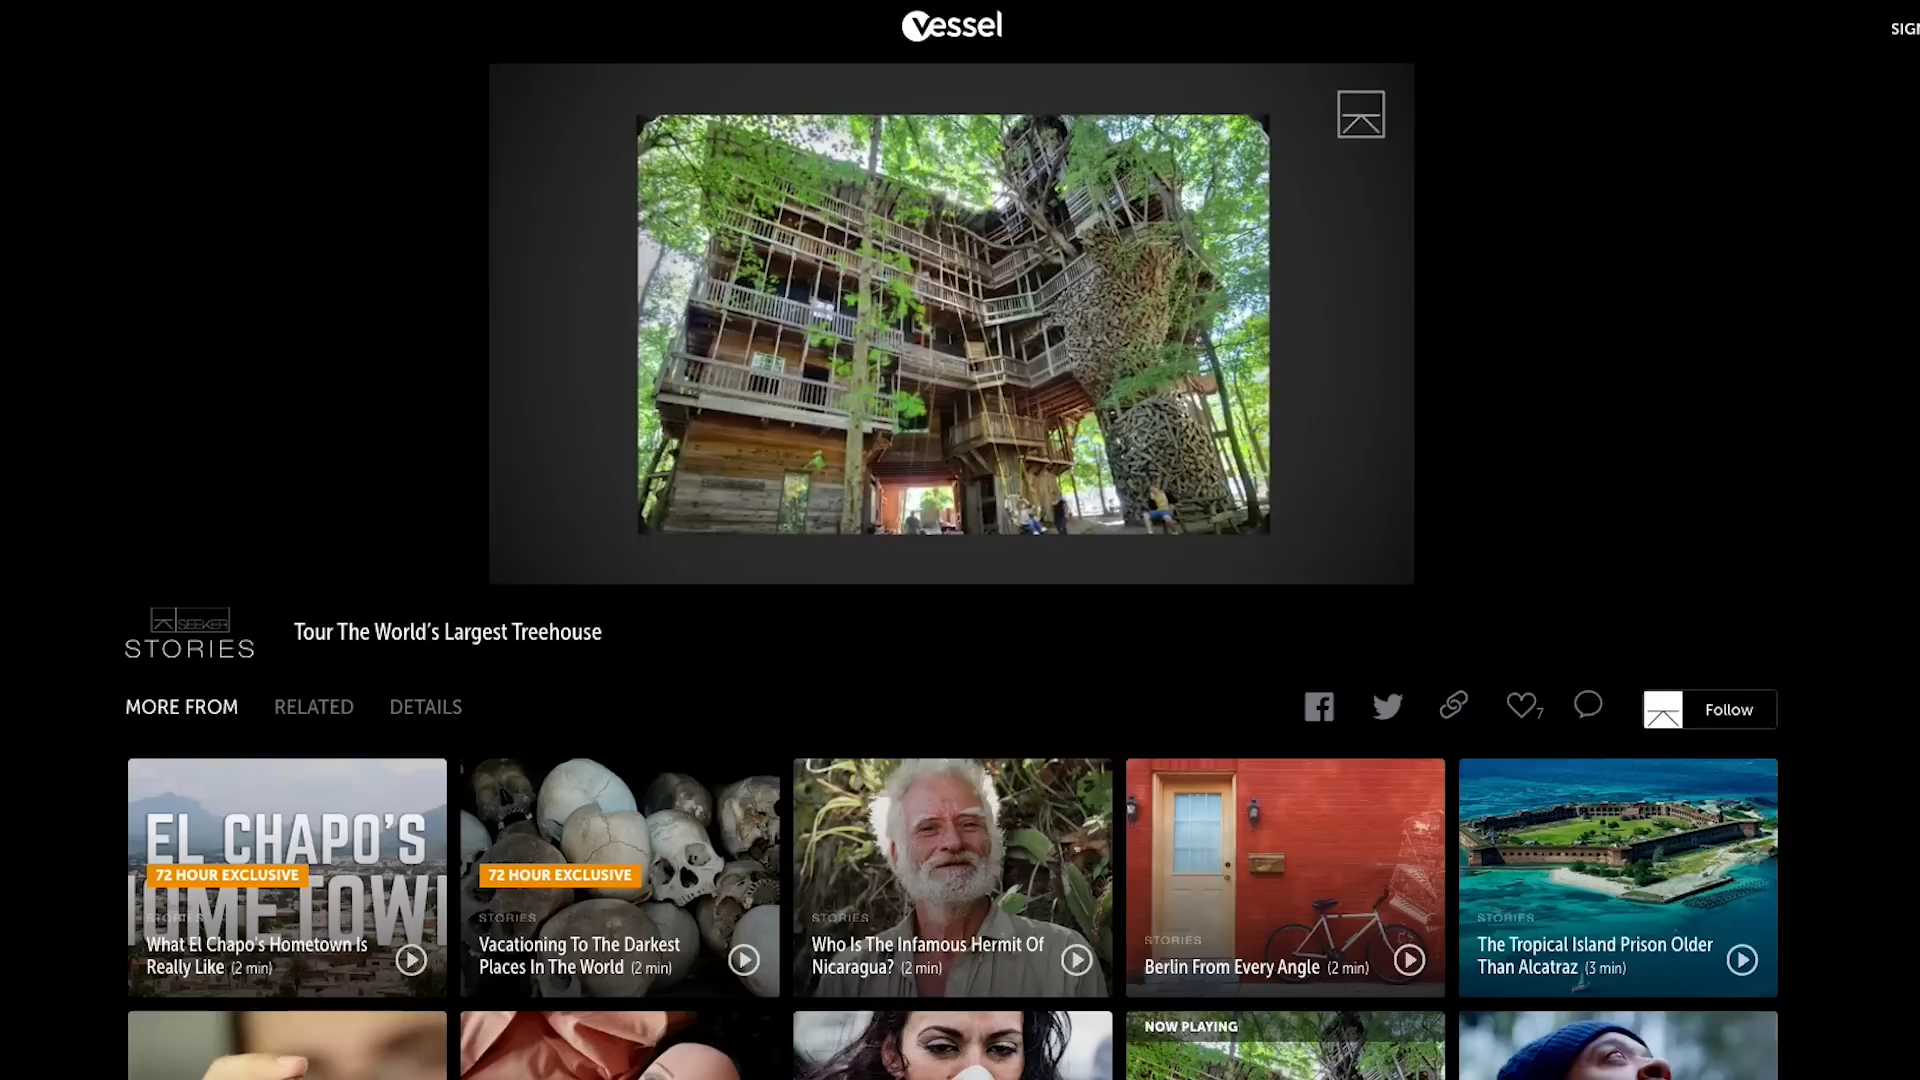 vessel
SIGN
SEEKER
STORIES
Tour The World's Largest Treehouse
MORE FROM
RELATED
DETAILS
7
Follow
EL CHAPO'S
72 HOUR EXCLUSIVE
HOMETOWN
STORIES
What El Chapo's Hometown Is
Really Like (2 min)
72 HOUR EXCLUSIVE
STORIES
Vacationing To The Darkest
Places In The World (2 min)
STORIES
Who Is The Infamous Hermit Of
Nicaragua? (2 min)
STORIES
Berlin From Every Angle (2 min)
STORIES
The Tropical Island Prison Older
Than Alcatraz (3 min)
NOW PLAYING